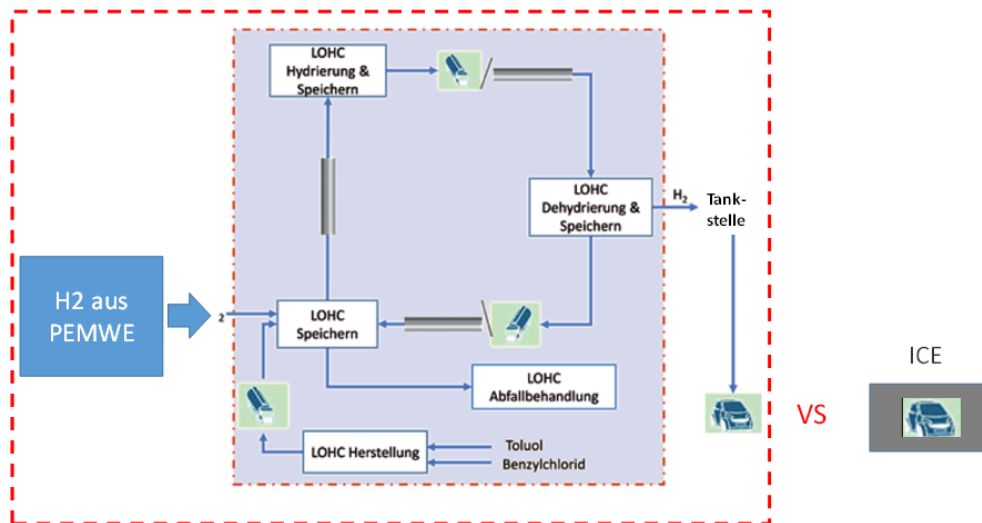 LOHC
Hydrierung &
Speichern
LOHC
Dehydrierung &
Speichern
H₂
Tank-
stelle
H2 aus
PEMWE
2
LOHC
Speichern
LOHC
Abfallbehandlung
LOHC Herstellung
Toluol
Benzylchlorid
VS
ICE